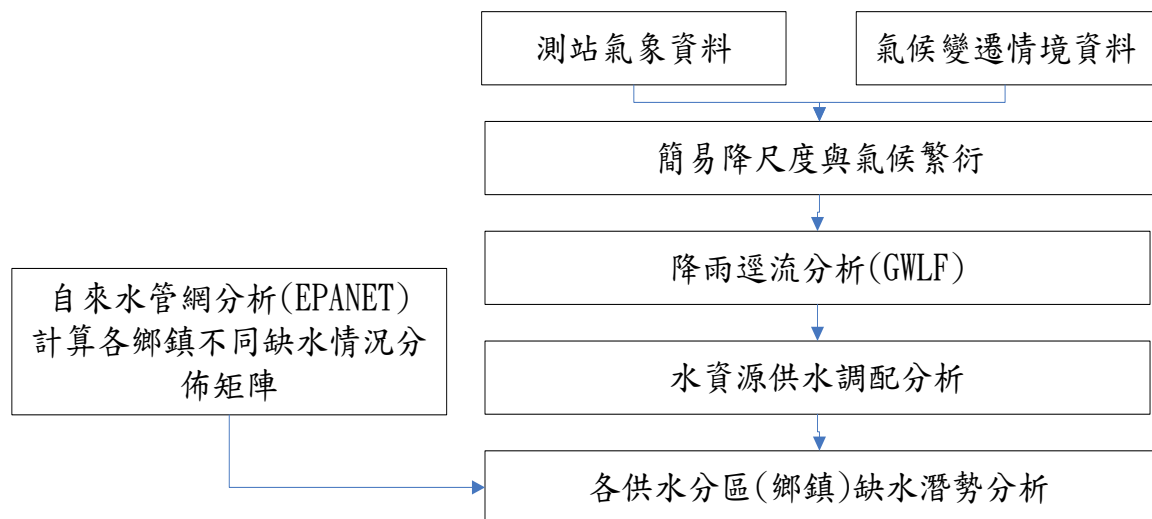 測站氣象資料
氣候變遷情境資料
簡易降尺度與氣候繁衍
降雨逕流分析(GWLF)
自來水管網分析(EPANET)
計算各鄉鎮不同缺水情況分
佈矩陣
水資源供水調配分析
各供水分區(鄉鎮)缺水潛勢分析